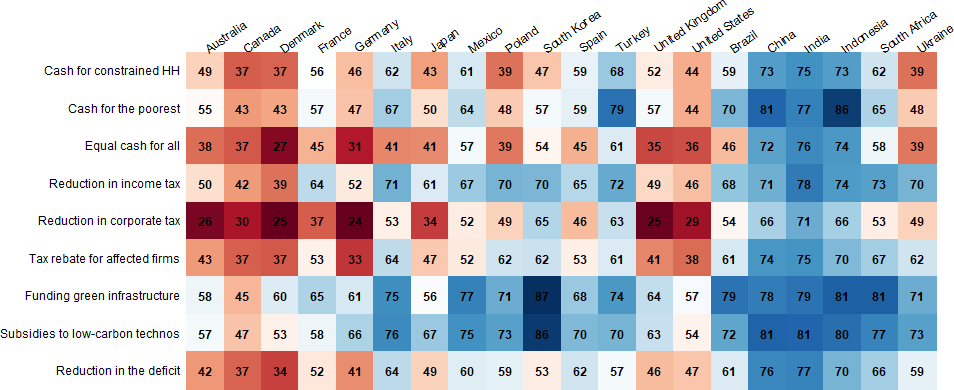 Australia Canada Denmark France Germany Italy Japan Mexico Poland South Korea Spain Turkey United Kingdom United States Brazil China India Indonesia South Africa Ukraine
Cash for constrained HH 49 37 37 56 46 62 43 61 39 47 59 68 52 44 59 73 75 73 62 39
Cash for the poorest 55 43 43 57 47 67 50 64 48 57 59 79 57 44 70 81 77 86 65 48
Equal cash for all 38 37 27 45 31 41 41 57 39 54 45 61 35 36 46 72 76 74 58 39
Reduction in income tax 50 42 39 64 52 71 61 67 70 70 65 72 49 46 68 71 78 74 73 70
Reduction in corporate tax 26 30 25 37 24 53 34 52 49 65 46 63 25 29 54 66 71 66 53 49
Tax rebate for affected firms 43 37 37 53 33 64 47 52 62 62 53 61 41 38 61 74 75 70 67 62
Funding green infrastructure 58 45 60 65 61 75 56 77 71 87 68 74 64 57 79 78 79 81 81 71
Subsidies to low-carbon technos 57 47 53 58 66 76 67 75 73 86 70 70 63 54 72 81 81 80 77 73
Reduction in the deficit 42 37 34 52 41 64 49 60 59 53 62 57 46 47 61 76 77 70 66 59